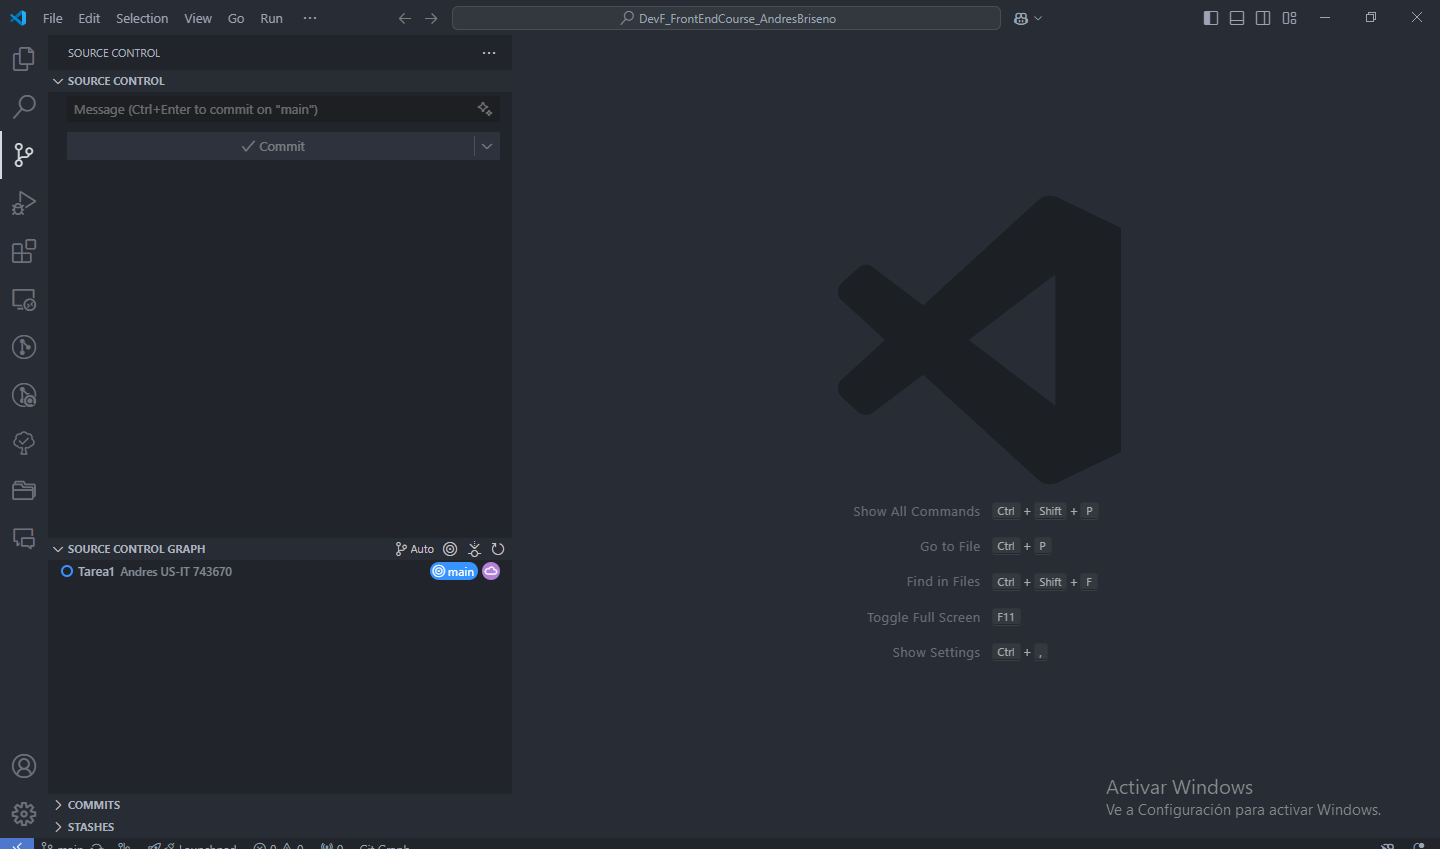 File Edit Selection View Go Run ···
DevF_FrontEndCourse_AndresBriseno
SOURCE CONTROL
SOURCE CONTROL
Message (Ctrl+Enter to commit on "main")
Commit
Show All Commands Ctrl + Shift + P
Go to File Ctrl + P
Find in Files Ctrl + Shift + F
Toggle Full Screen F11
Show Settings Ctrl + ,
SOURCE CONTROL GRAPH Auto
Tarea1 Andres US-IT 743670 main
Activar Windows
Ve a Configuración para activar Windows.
COMMITS
STASHES
main Launchpad 0 0 0 Git Graph